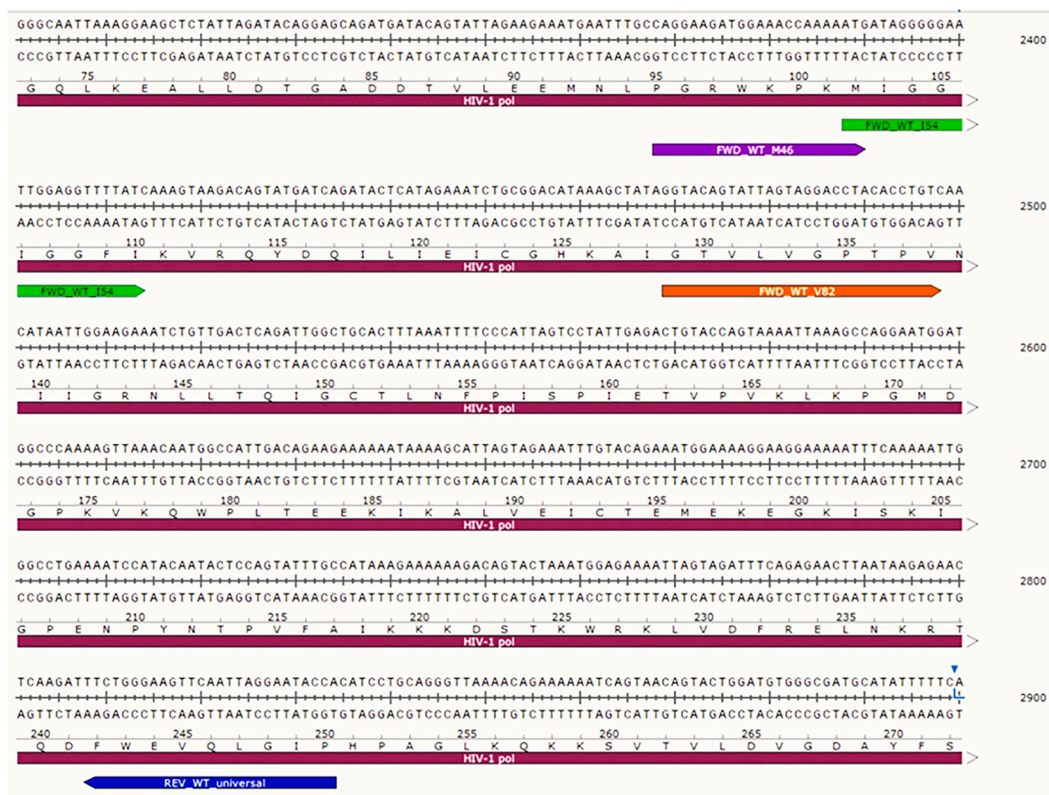 GGGCAATTAAAGGAAGCTCTATTAGATACAGGAGCAGATGATACAGTATTAGAAGAAATGAATTTGCCAGGAAGATGGAAACCAAAAATGATAGGGGGAA
2400
CCCGTTAATTTCCTTCGAGATAATCTATGTCCTCGTCTACTATGTCATAATCTTCTTTACTTAAACGGTCCTTCTACCTTTGGTTTTTACTATCCCCCTT
75 80 85 90 95 100 105
G Q L K E A L L D T G A D D T V L E E M N L P G R W K P K M I G G
HIV-1 pol
FWD_WT_I54
FWD_WT_M46
TTGGAGGTTTTATCAAAGTAAGACAGTATGATCAGATACTCATAGAAATCTGCGGACATAAAGCTATAGGTACAGTATTAGTAGGACCTACACCTGTCAA
2500
AACCTCCAAAATAGTTTCATTCTGTCATACTAGTCTATGAGTATCTTTAGACGCCTGTATTTCGATATCCATGTCATAATCATCCTGGATGTGGACAGTT
110 115 120 125 130 135
I G G F I K V R Q Y D Q I L I E I C G H K A I G T V L V G P T P V N
HIV-1 pol
FWD_WT_I54 FWD_WT_V82
CATAATTGGAAGAAATCTGTTGACTCAGATTGGCTGCACTTTAAATTTTCCCATTAGTCCTATTGAGACTGTACCAGTAAAATTAAAGCCAGGAATGGAT
2600
GTATTAACCTTCTTTAGACAACTGAGTCTAACCGACGTGAAATTTAAAAGGGTAATCAGGATAACTCTGACATGGTCATTTTAATTTCGGTCCTTACCTA
140 145 150 155 160 165 170
I I G R N L L T Q I G C T L N F P I S P I E T V P V K L K P G M D
HIV-1 pol
GGCCCAAAAGTTAAACAATGGCCATTGACAGAAGAAAAAATAAAAGCATTAGTAGAAATTTGTACAGAAATGGAAAAGGAAGGAAAAATTTCAAAAATTG
2700
CCGGGTTTTCAATTTGTTACCGGTAACTGTCTTCTTTTTTATTTTCGTAATCATCTTTAAACATGTCTTTACCTTTTCCTTCCTTTTTAAAGTTTTTAAC
175 180 185 190 195 200 205
G P K V K Q W P L T E E K I K A L V E I C T E M E K E G K I S K I
HIV-1 pol
GGCCTGAAAATCCATACAATACTCCAGTATTTGCCATAAAGAAAAAAGACAGTACTAAATGGAGAAAATTAGTAGATTTCAGAGAACTTAATAAGAGAAC
2800
CCGGACTTTTAGGTATGTTATGAGGTCATAAACGGTATTTCTTTTTTCTGTCATGATTTACCTCTTTTAATCATCTAAAGTCTCTTGAATTATTCTCTTG
210 215 220 225 230 235
G P E N P Y N T P V F A I K K K D S T K W R K L V D F R E L N K R T
HIV-1 pol
TCAAGATTTCTGGGAAGTTCAATTAGGAATACCACATCCTGCAGGGTTAAAACAGAAAAAATCAGTAACAGTACTGGATGTGGGCGATGCATATTTTTCA
2900
AGTTCTAAAGACCCTTCAAGTTAATCCTTATGGTGTAGGACGTCCCAATTTTGTCTTTTTTAGTCATTGTCATGACCTACACCCGCTACGTATAAAAAGT
240 245 250 255 260 265 270
Q D F W E V Q L G I P H P A G L K Q K K S V T V L D V G D A Y F S
HIV-1 pol
REV_WT_universal